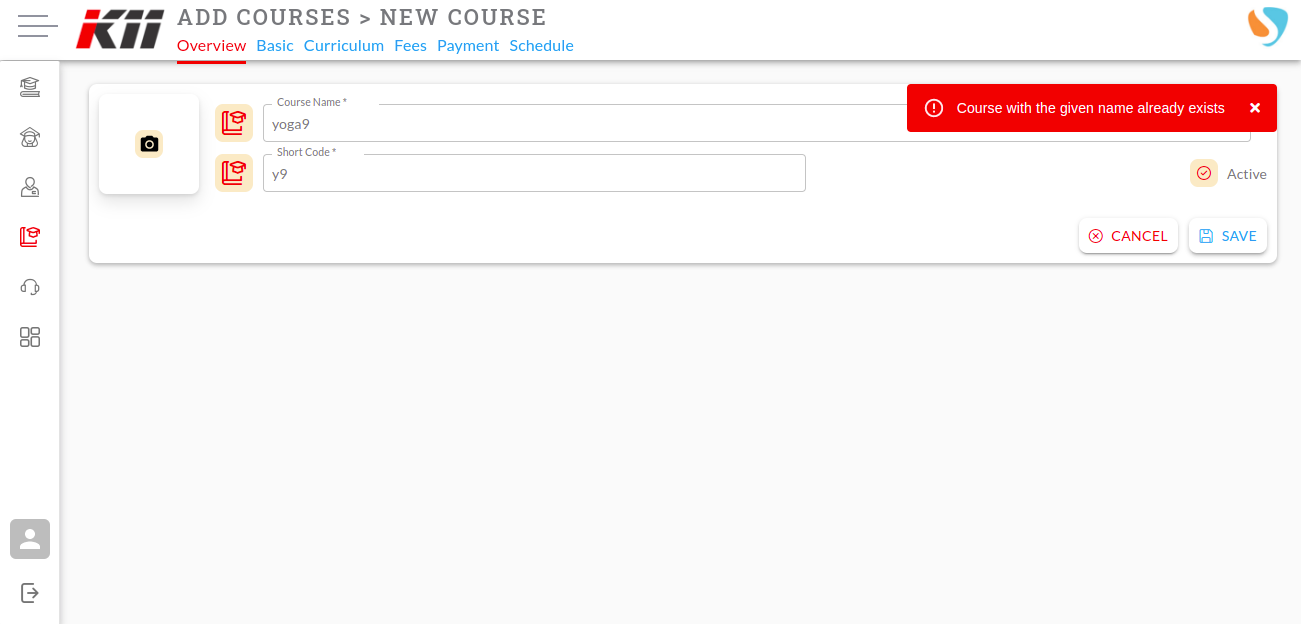 KII
ADD COURSES > NEW COURSE
Overview Basic Curriculum Fees Payment Schedule
Course Name *
yoga9
Course with the given name already exists
Short Code *
y9
Active
CANCEL
SAVE